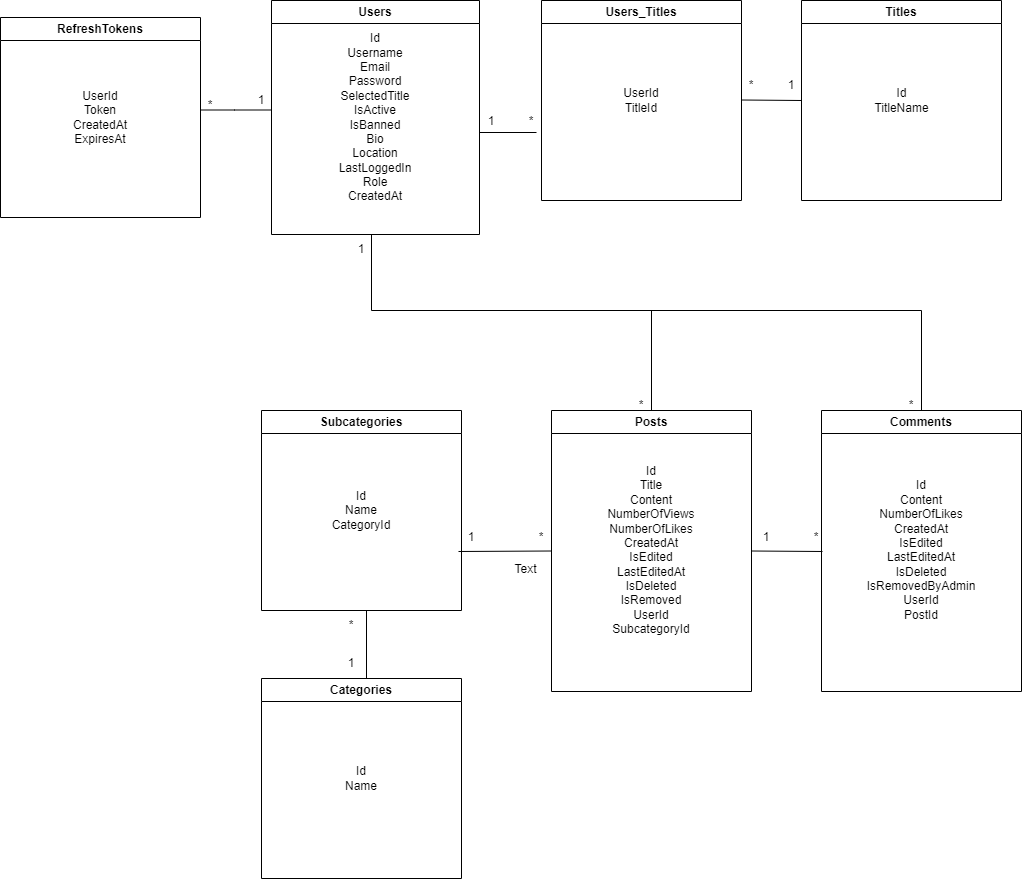 RefreshTokens
UserId
Token
CreatedAt
ExpiresAt
*
1
Users
Id
Username
Email
Password
SelectedTitle
IsActive
IsBanned
Bio
Location
LastLoggedIn
Role
CreatedAt
1
*
Users_Titles
UserId
TitleId
*
1
Titles
Id
TitleName
1
*
*
Subcategories
Id
Name
CategoryId
1
*
Text
Posts
Id
Title
Content
NumberOfViews
NumberOfLikes
CreatedAt
IsEdited
LastEditedAt
IsDeleted
IsRemoved
UserId
SubcategoryId
1
*
Comments
Id
Content
NumberOfLikes
CreatedAt
IsEdited
LastEditedAt
IsDeleted
IsRemovedByAdmin
UserId
PostId
*
1
Categories
Id
Name